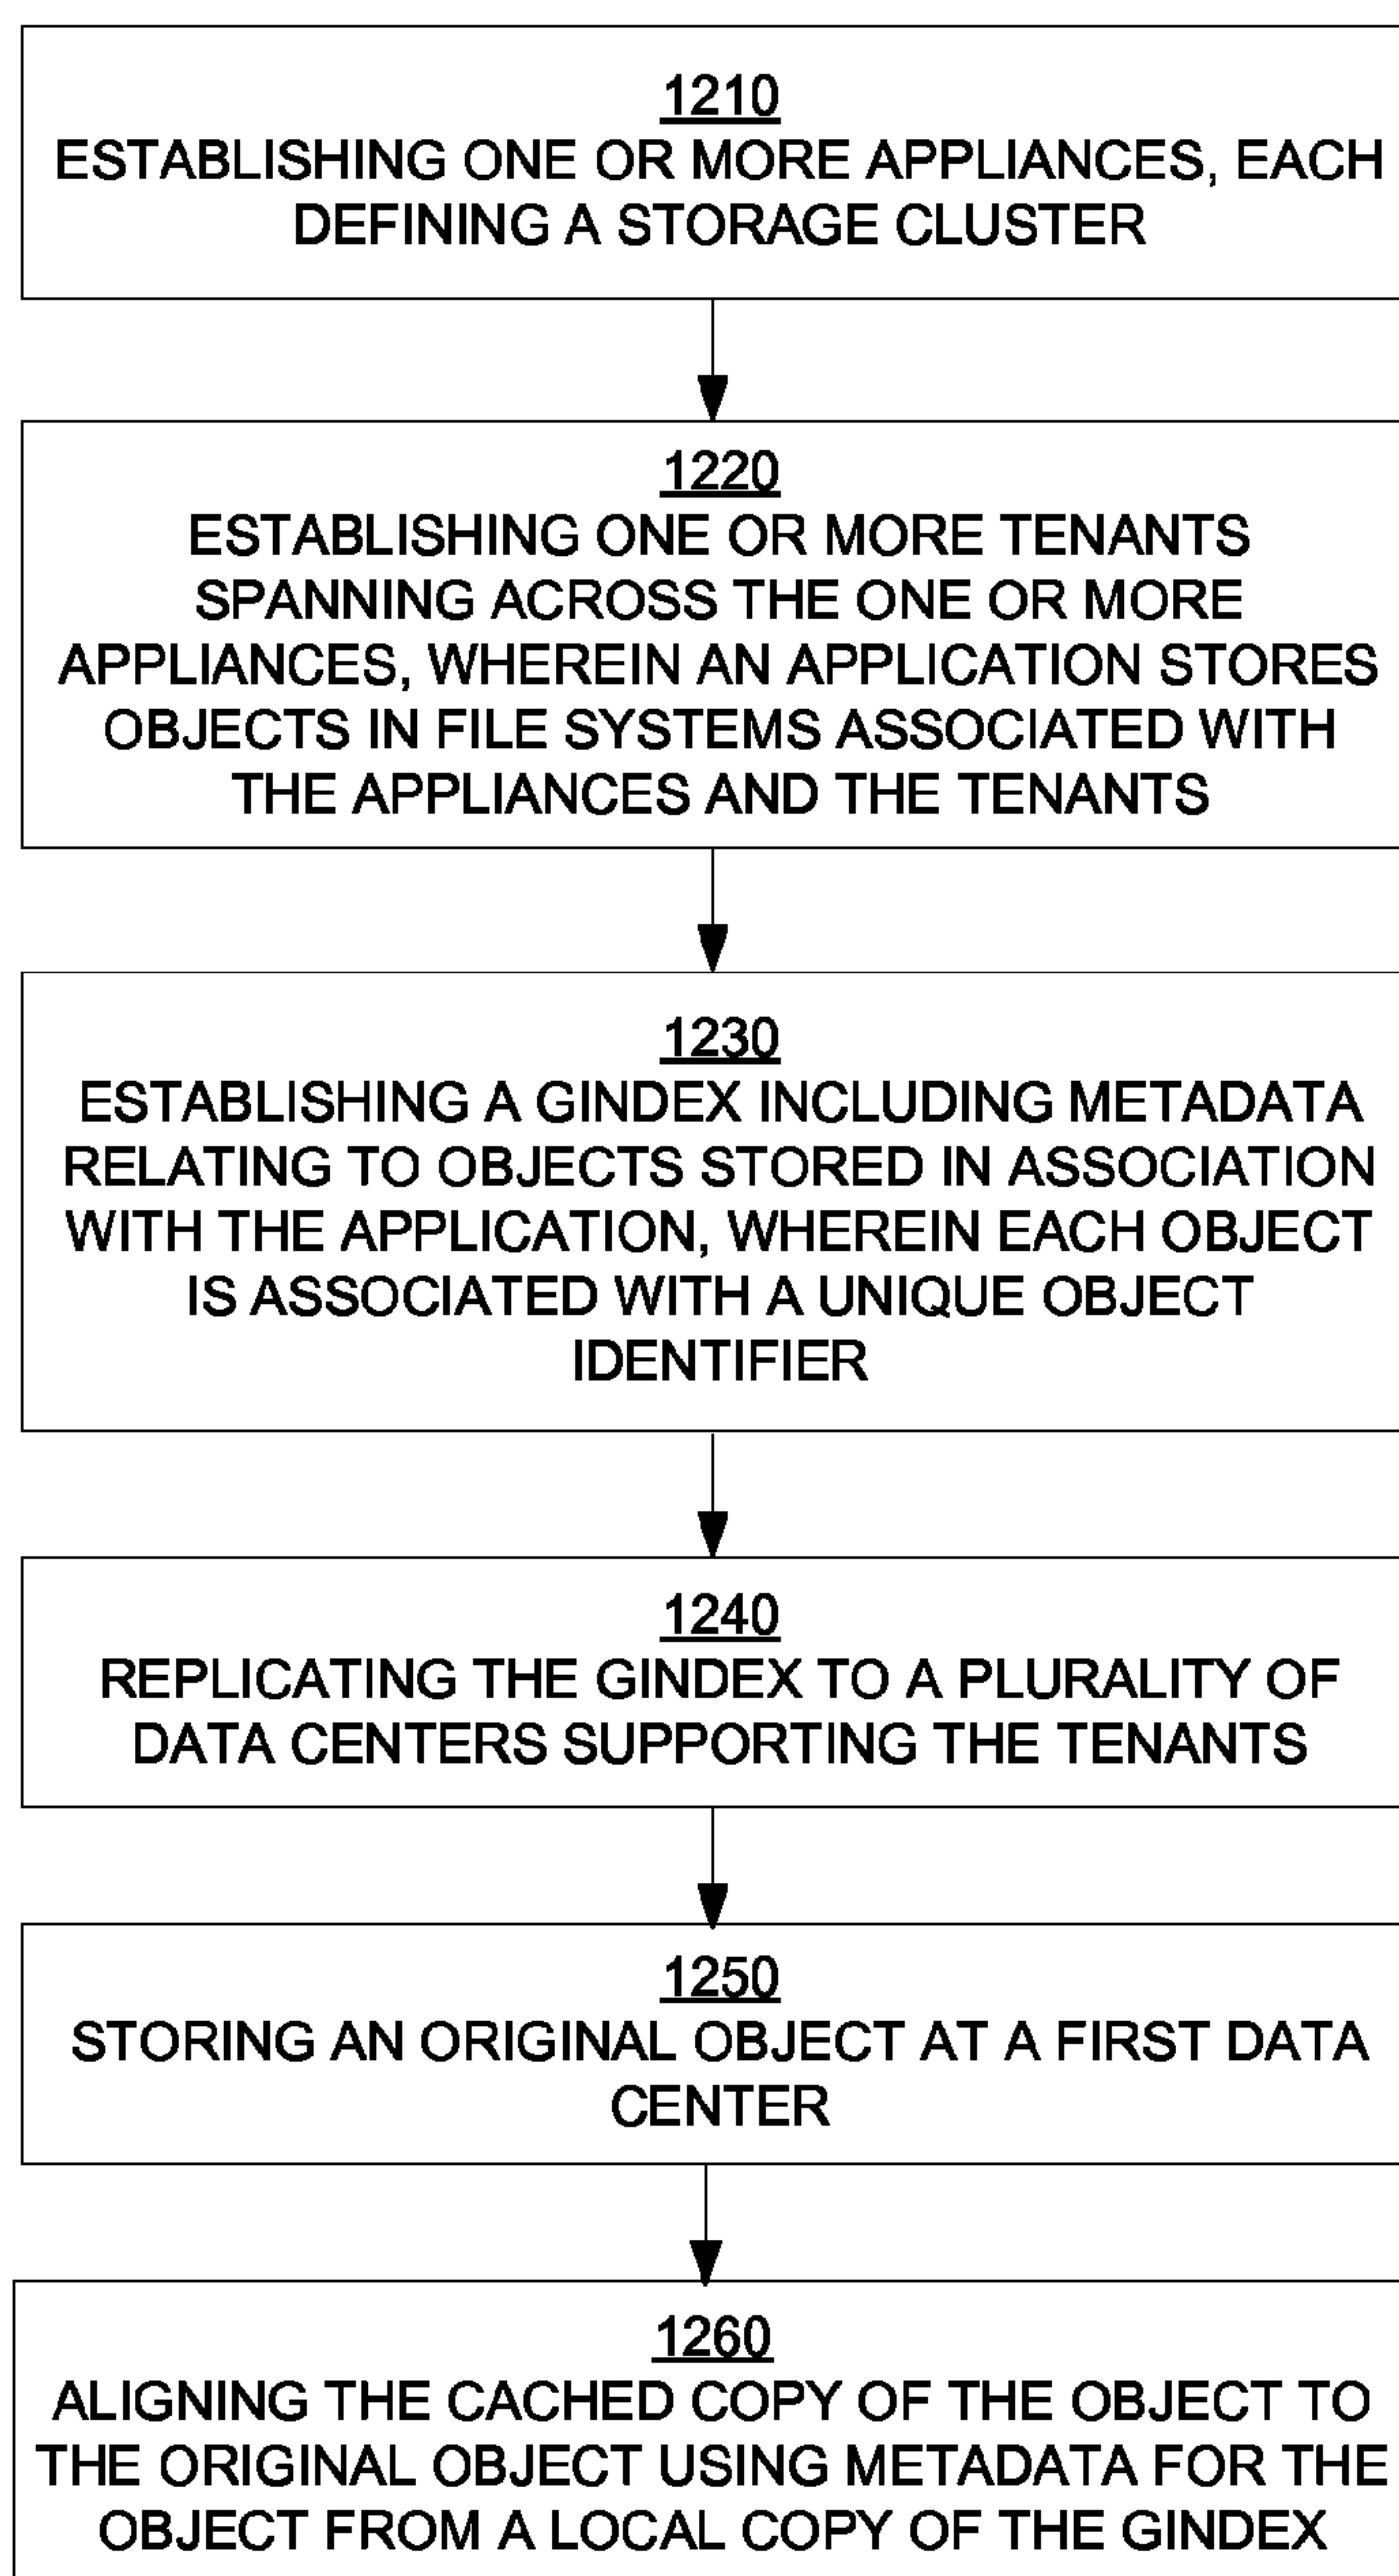 1210
ESTABLISHING ONE OR MORE APPLIANCES, EACH
DEFINING A STORAGE CLUSTER
1220
ESTABLISHING ONE OR MORE TENANTS
SPANNING ACROSS THE ONE OR MORE
APPLIANCES, WHEREIN AN APPLICATION STORES
OBJECTS IN FILE SYSTEMS ASSOCIATED WITH
THE APPLIANCES AND THE TENANTS
1230
ESTABLISHING A GINDEX INCLUDING METADATA
RELATING TO OBJECTS STORED IN ASSOCIATION
WITH THE APPLICATION, WHEREIN EACH OBJECT
IS ASSOCIATED WITH A UNIQUE OBJECT
IDENTIFIER
1240
REPLICATING THE GINDEX TO A PLURALITY OF
DATA CENTERS SUPPORTING THE TENANTS
1250
STORING AN ORIGINAL OBJECT AT A FIRST DATA
CENTER
1260
ALIGNING THE CACHED COPY OF THE OBJECT TO
THE ORIGINAL OBJECT USING METADATA FOR THE
OBJECT FROM A LOCAL COPY OF THE GINDEX